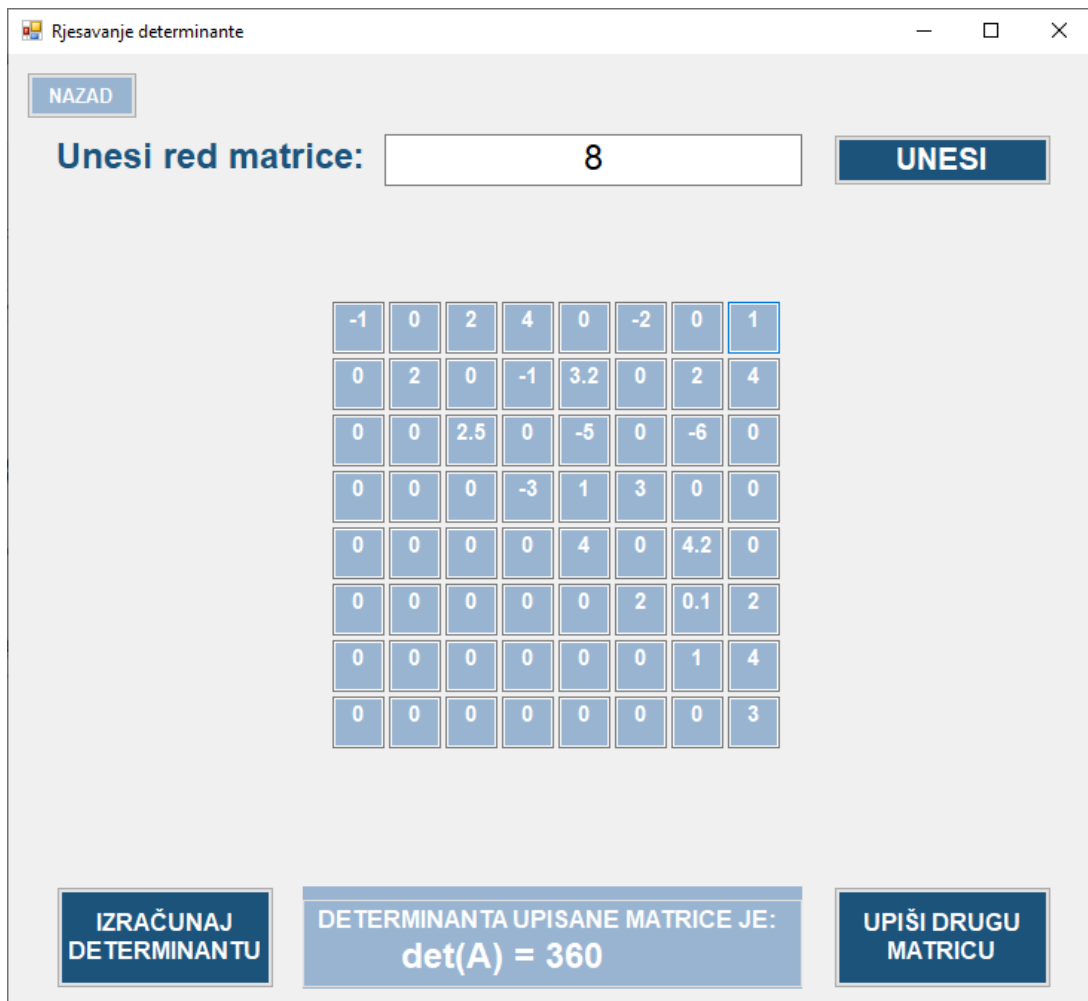 Rjesavanje determinante
NAZAD
Unesi red matrice: 8 UNESI
-1 0 2 4 0 -2 0 1
0 2 0 -1 3.2 0 2 4
0 0 2.5 0 -5 0 -6 0
0 0 0 -3 1 3 0 0
0 0 0 0 4 0 4.2 0
0 0 0 0 0 2 0.1 2
0 0 0 0 0 0 1 4
0 0 0 0 0 0 0 3
IZRAČUNAJ
DETERMINANTU
DETERMINANTA UPISANE MATRICE JE:
det(A) = 360
UPIŠI DRUGU
MATRICU